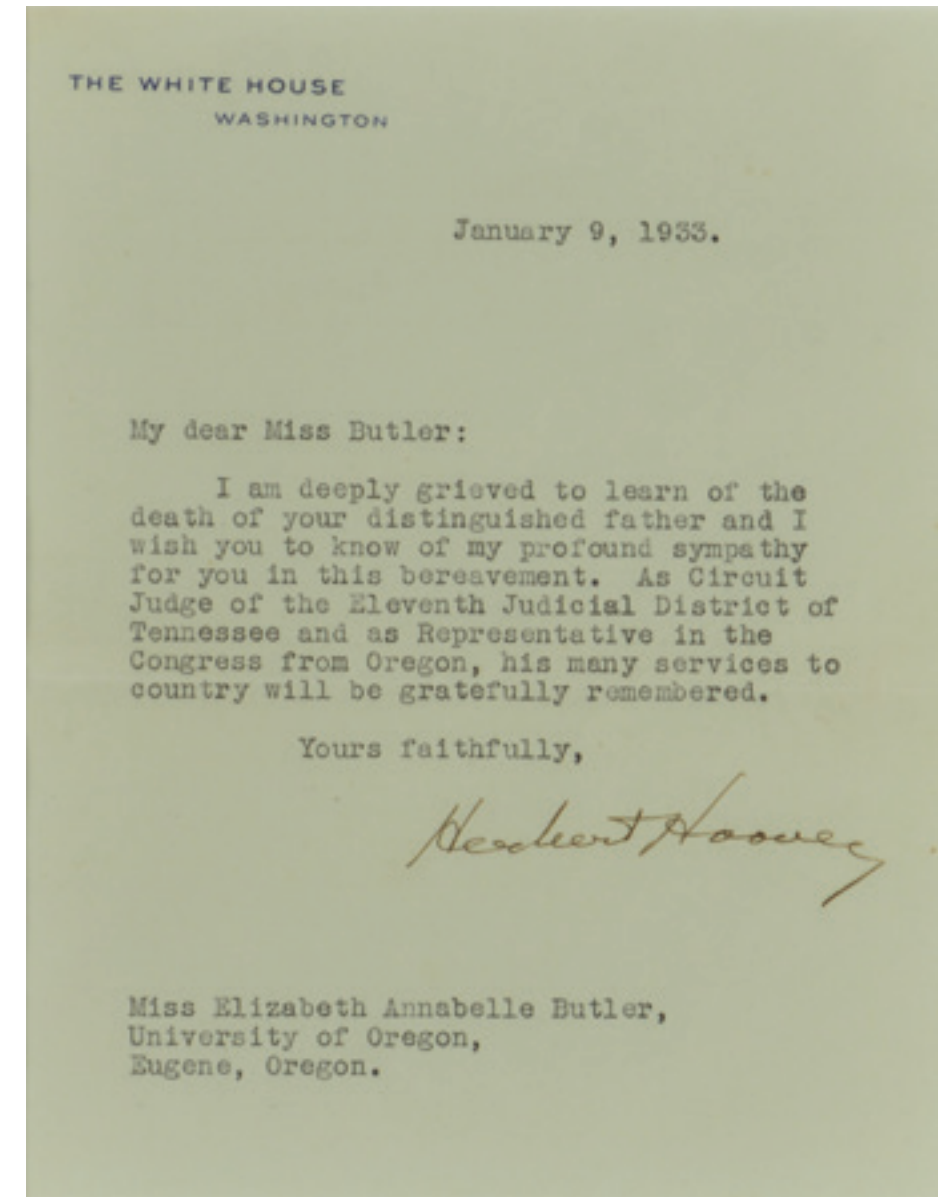 THE WHITE HOUSE
WASHINGTON
January 9, 1933.
My dear Miss Butler:
I am deeply grieved to learn of the
death of your distinguished father and I
wish you to know of my profound sympathy
for you in this bereavement. As Circuit
Judge of the Eleventh Judicial District of
Tennessee and as Representative in the
Congress from Oregon, his many services to
country will be gratefully remembered.
Yours faithfully,
Herbert Hoover
Miss Elizabeth Annabelle Butler,
University of Oregon,
Eugene, Oregon.